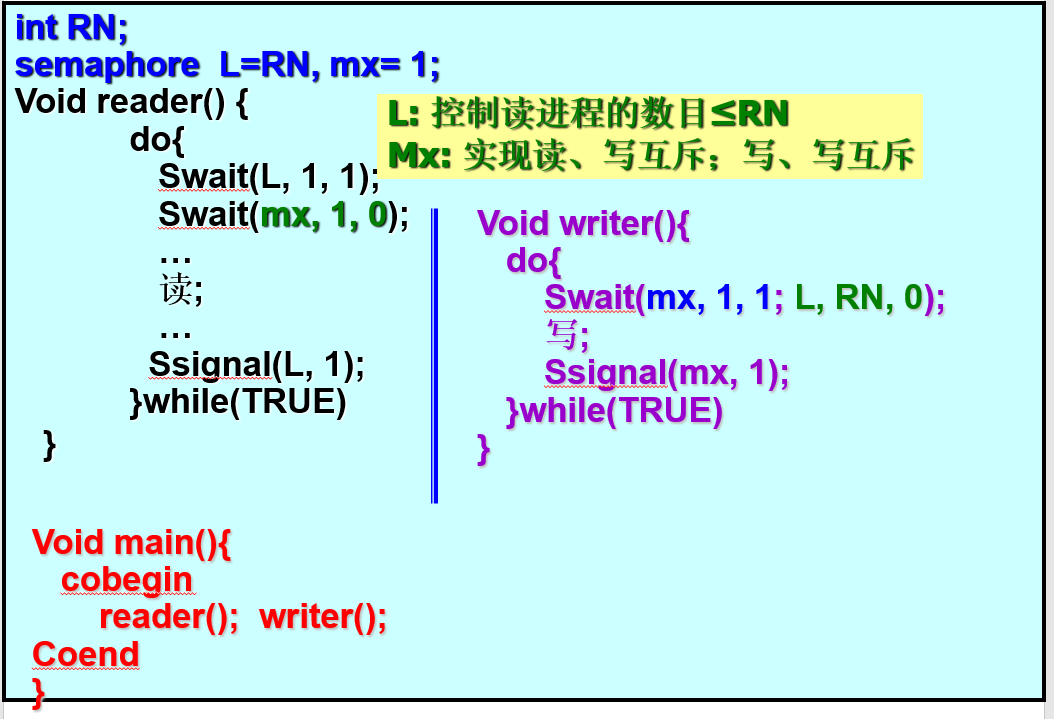 int RN;
semaphore L=RN, mx= 1;
Void reader() {
do{
Swait(L, 1, 1);
Swait(mx, 1, 0);
…
读;
…
Ssignal(L, 1);
}while(TRUE)
}
L: 控制读进程的数目≤RN
Mx: 实现读、写互斥；写、写互斥
Void writer(){
do{
Swait(mx, 1, 1; L, RN, 0);
写;
Ssignal(mx, 1);
}while(TRUE)
}
Void main(){
cobegin
reader(); writer();
Coend
}